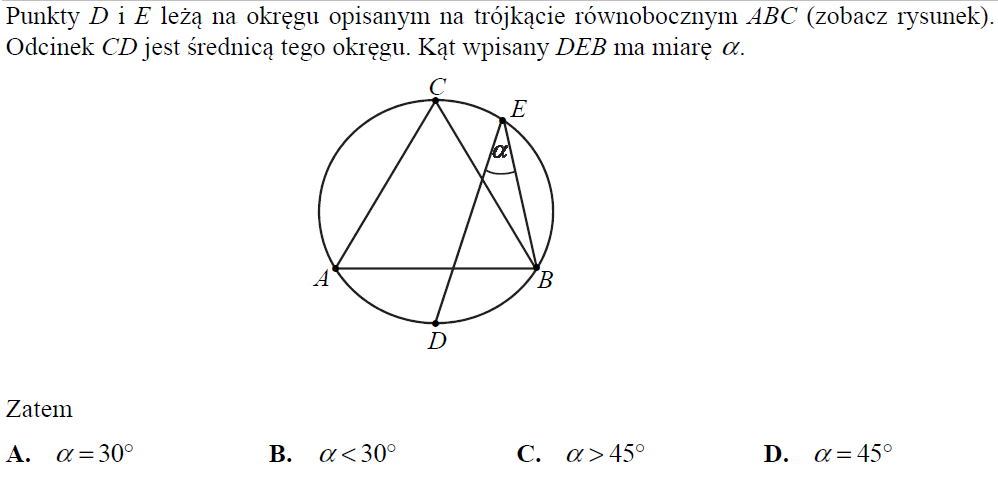 Punkty D i E leżą na okręgu opisanym na trójkącie równobocznym ABC (zobacz rysunek).
Odcinek CD jest średnicą tego okręgu. Kąt wpisany DEB ma miarę α.
C
E
α
A
B
D
Zatem
A. α = 30° B. α < 30° C. α > 45° D. α = 45°